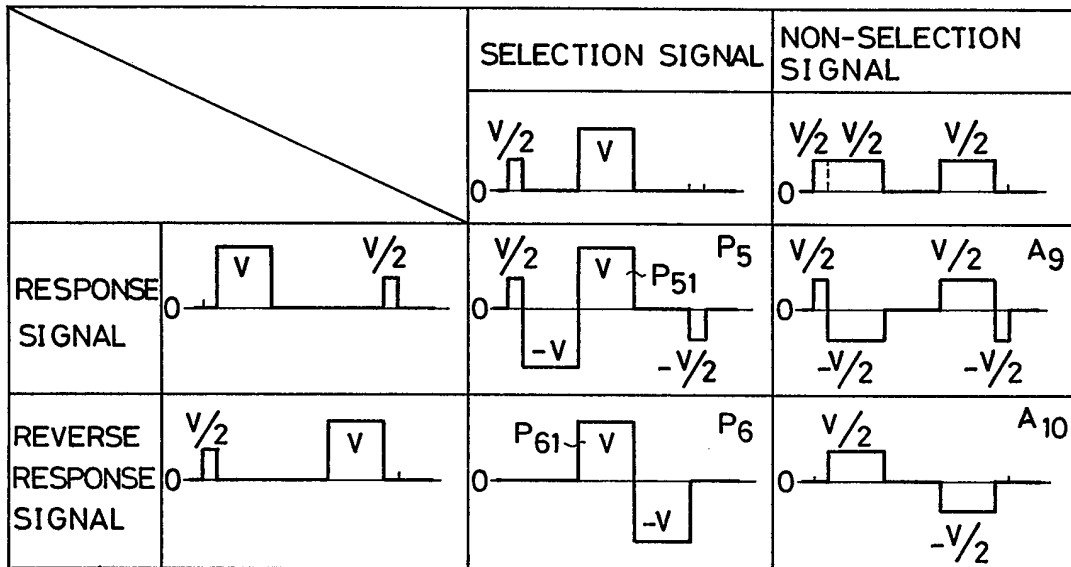 SELECTION SIGNAL
NON-SELECTION
SIGNAL
V/2
V
0
V/2
V/2
V/2
0
RESPONSE
SIGNAL
V
V/2
0
V/2
V
P5
P51
0
-V
-V/2
V/2
V/2
A9
0
-V/2
-V/2
REVERSE
RESPONSE
SIGNAL
V/2
V
0
P61
V
P6
0
-V
V/2
A10
0
-V/2